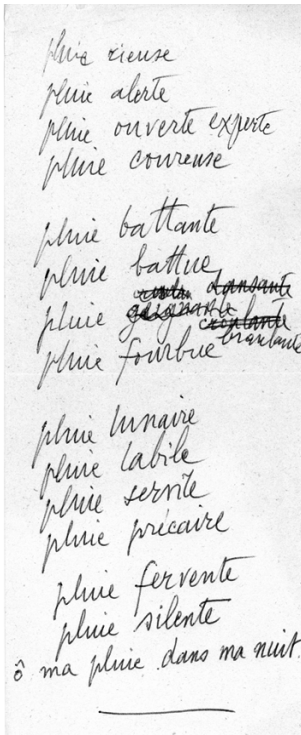 pluie rieuse
pluie alerte
pluie ouverte experte
pluie coureuse
pluie battante
pluie battue
dansante
pluie
pluie fourbue branlante
pluie lunaire
pluie labile
pluie servile
pluie précaire
pluie fervente
pluie silente
ô ma pluie dans ma nuit.